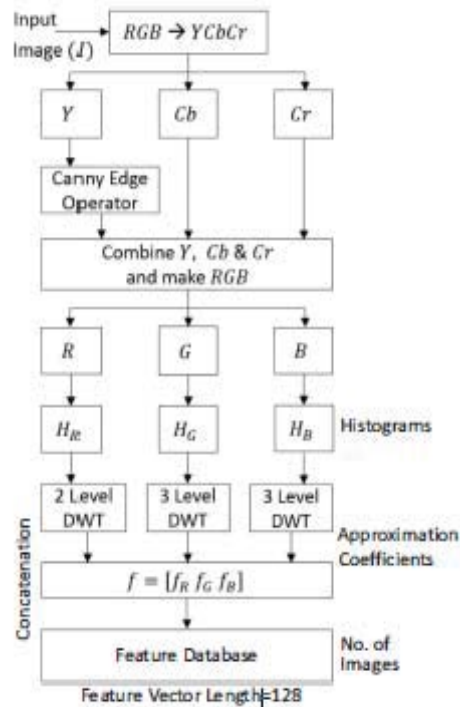 Input
Image (I)
RGB → YCbCr
Y
Cb
Cr
Canny Edge
Operator
Combine Y, Cb & Cr
and make RGB
R
G
B
H_R
H_G
H_B
Histograms
2 Level
DWT
3 Level
DWT
3 Level
DWT
Approximation
Coefficients
Concatenation
f = [f_R f_G f_B]
Feature Database
No. of
Images
Feature Vector Length=128